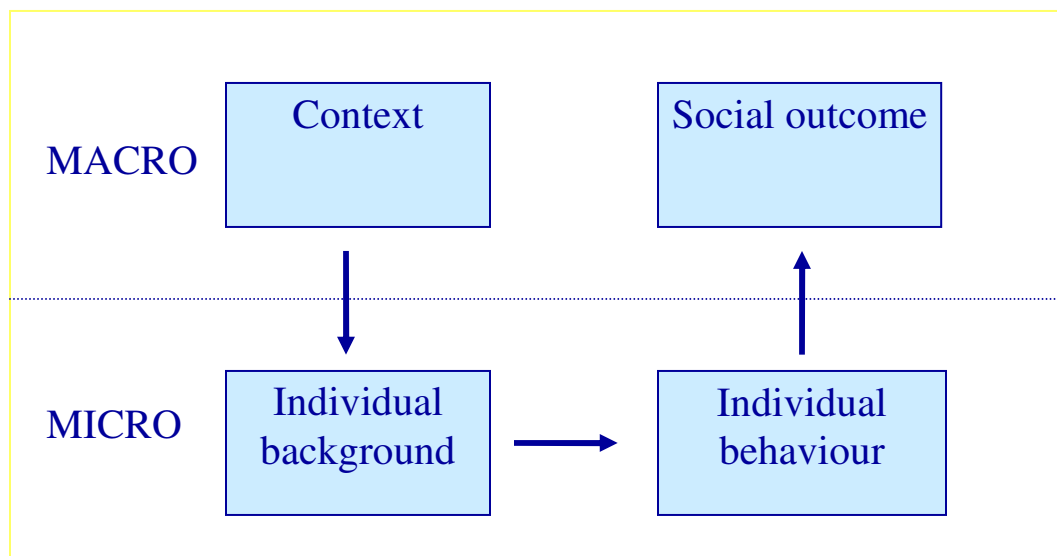 Context
Social outcome
MACRO
Individual
background
Individual
behaviour
MICRO